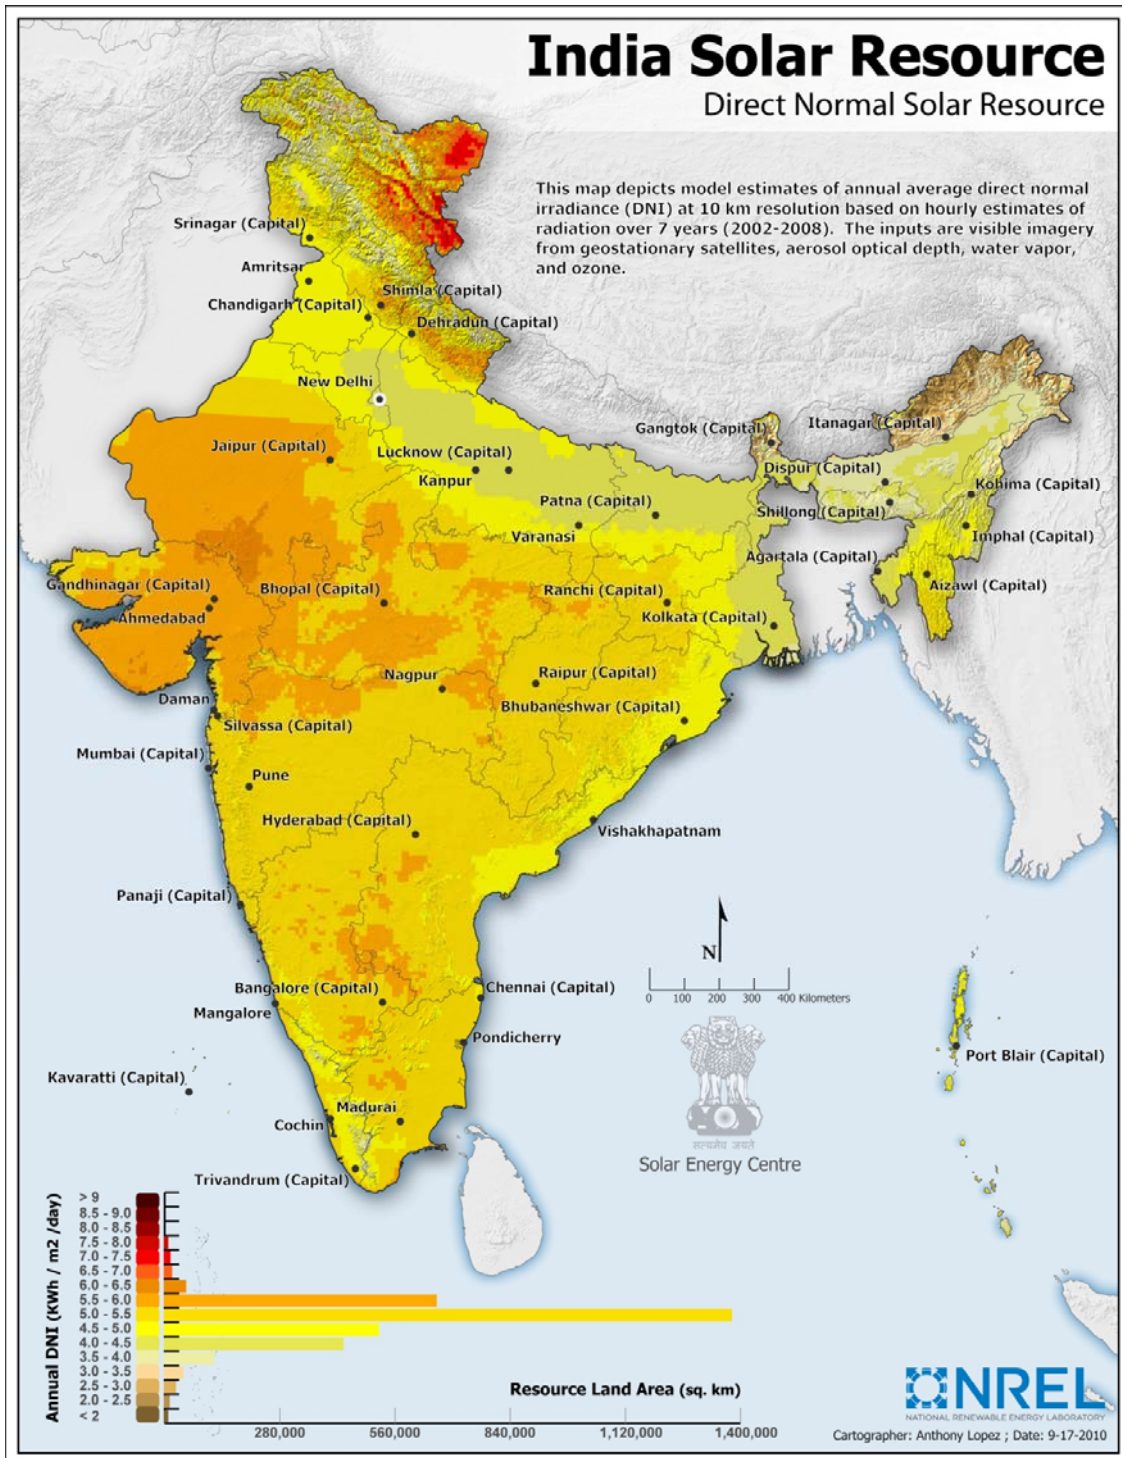 India Solar Resource
Direct Normal Solar Resource
This map depicts model estimates of annual average direct normal
irradiance (DNI) at 10 km resolution based on hourly estimates of
radiation over 7 years (2002-2008). The inputs are visible imagery
from geostationary satellites, aerosol optical depth, water vapor,
and ozone.
Srinagar (Capital)
Amritsar
Shimla (Capital)
Chandigarh (Capital)
Dehradun (Capital)
New Delhi
Gangtok (Capital)
Itanagar (Capital)
Jaipur (Capital)
Lucknow (Capital)
Kanpur
Dispur (Capital)
Kohima (Capital)
Patna (Capital)
Shillong (Capital)
Varanasi
Imphal (Capital)
Agartala (Capital)
Aizawl (Capital)
Gandhinagar (Capital)
Bhopal (Capital)
Ranchi (Capital)
Ahmedabad
Kolkata (Capital)
Nagpur
Raipur (Capital)
Daman
Bhubaneshwar (Capital)
Silvassa (Capital)
Mumbai (Capital)
Pune
Hyderabad (Capital)
Vishakhapatnam
Panaji (Capital)
N
Bangalore (Capital)
Chennai (Capital)
0 100 200 300 400 Kilometers
Mangalore
Pondicherry
Port Blair (Capital)
Kavaratti (Capital)
Madurai
Cochin
सत्यमेव जयते
Solar Energy Centre
Trivandrum (Capital)
Annual DNI (KWh / m2 /day)
> 9
8.5 - 9.0
8.0 - 8.5
7.5 - 8.0
7.0 - 7.5
6.5 - 7.0
6.0 - 6.5
5.5 - 6.0
5.0 - 5.5
4.5 - 5.0
4.0 - 4.5
3.5 - 4.0
3.0 - 3.5
2.5 - 3.0
2.0 - 2.5
< 2
Resource Land Area (sq. km)
280,000 560,000 840,000 1,120,000 1,400,000
NREL
NATIONAL RENEWABLE ENERGY LABORATORY
Cartographer: Anthony Lopez ; Date: 9-17-2010